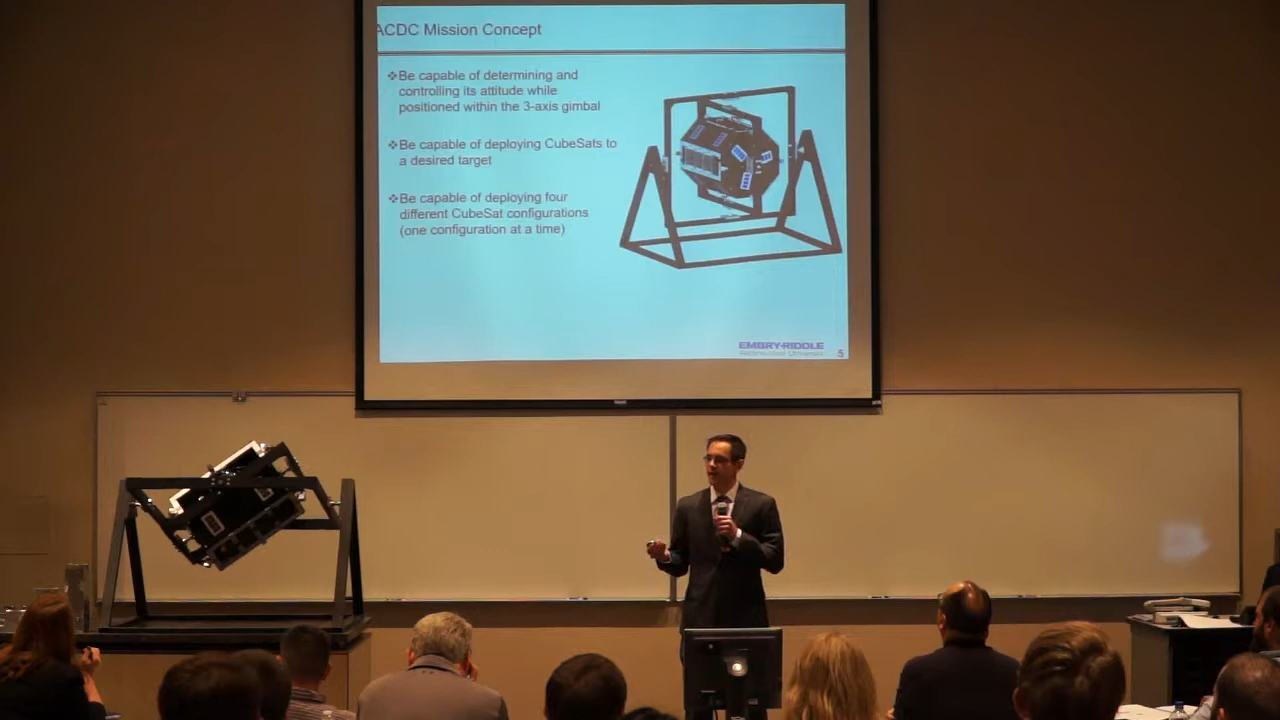 ACDC Mission Concept
❖Be capable of determining and
controlling its attitude while
positioned within the 3-axis gimbal
❖Be capable of deploying CubeSats to
a desired target
❖Be capable of deploying four
different CubeSat configurations
(one configuration at a time)
EMBRY-RIDDLE
Aeronautical University
5